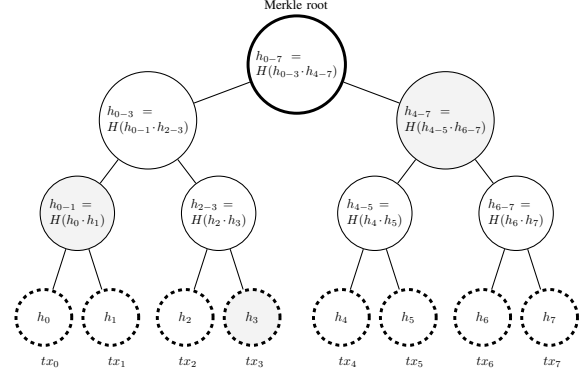 Merkle root
h₀₋₇ =
H(h₀₋₃·h₄₋₇)
h₀₋₃ =
H(h₀₋₁·h₂₋₃)
h₄₋₇ =
H(h₄₋₅·h₆₋₇)
h₀₋₁ =
H(h₀·h₁)
h₂₋₃ =
H(h₂·h₃)
h₄₋₅ =
H(h₄·h₅)
h₆₋₇ =
H(h₆·h₇)
h₀ h₁ h₂ h₃ h₄ h₅ h₆ h₇
tx₀ tx₁ tx₂ tx₃ tx₄ tx₅ tx₆ tx₇